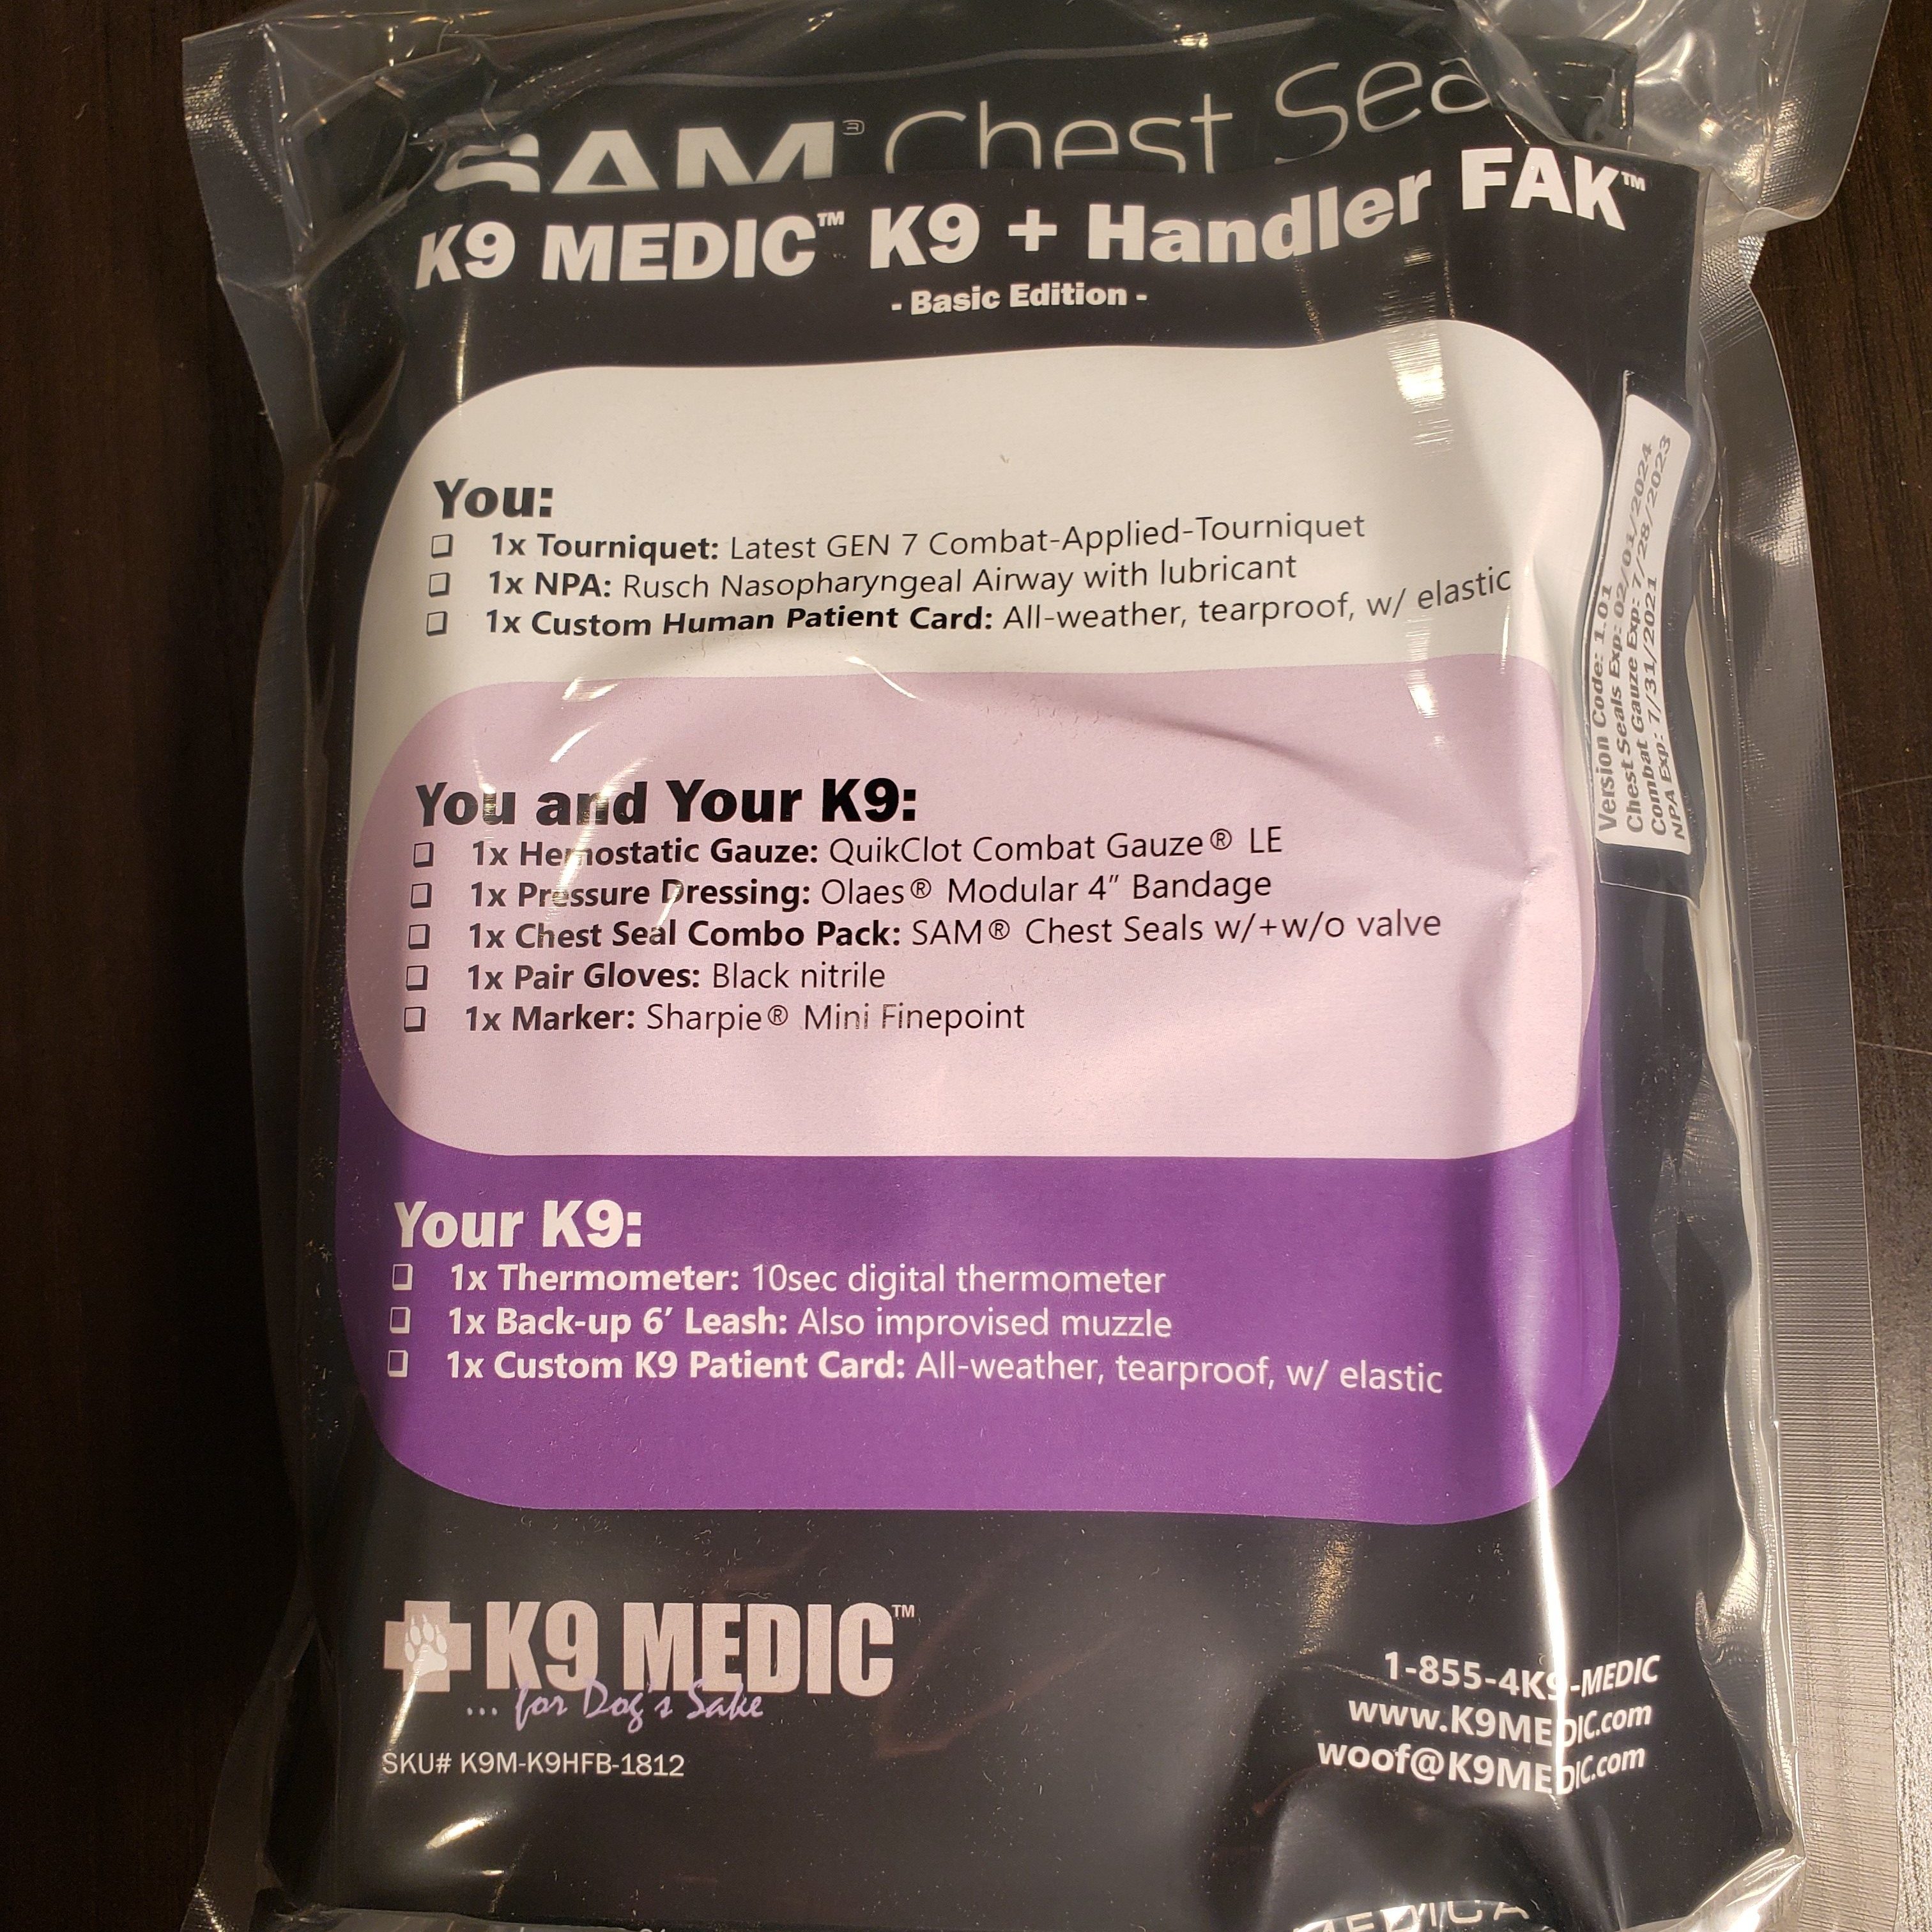 SAM® Chest Sea
K9 MEDIC™ K9 + Handler FAK™
- Basic Edition -
You:
❏ 1x Tourniquet: Latest GEN 7 Combat-Applied-Tourniquet
❏ 1x NPA: Rusch Nasopharyngeal Airway with lubricant
❏ 1x Custom Human Patient Card: All-weather, tearproof, w/ elastic
You and Your K9:
❏ 1x Hemostatic Gauze: QuikClot Combat Gauze® LE
❏ 1x Pressure Dressing: Olaes® Modular 4" Bandage
❏ 1x Chest Seal Combo Pack: SAM® Chest Seals w/+w/o valve
❏ 1x Pair Gloves: Black nitrile
❏ 1x Marker: Sharpie® Mini Finepoint
Your K9:
❏ 1x Thermometer: 10sec digital thermometer
❏ 1x Back-up 6' Leash: Also improvised muzzle
❏ 1x Custom K9 Patient Card: All-weather, tearproof, w/ elastic
Version Code: 1.01
Chest Seals Exp: 02/01/2024
Combat Gauze Exp: 7/28/2023
NPA Exp: 7/31/2021
K9 MEDIC™
... for Dog's Sake
SKU# K9M-K9HFB-1812
1-855-4K9-MEDIC
www.K9MEDIC.com
woof@K9MEDIC.com
MEDICA